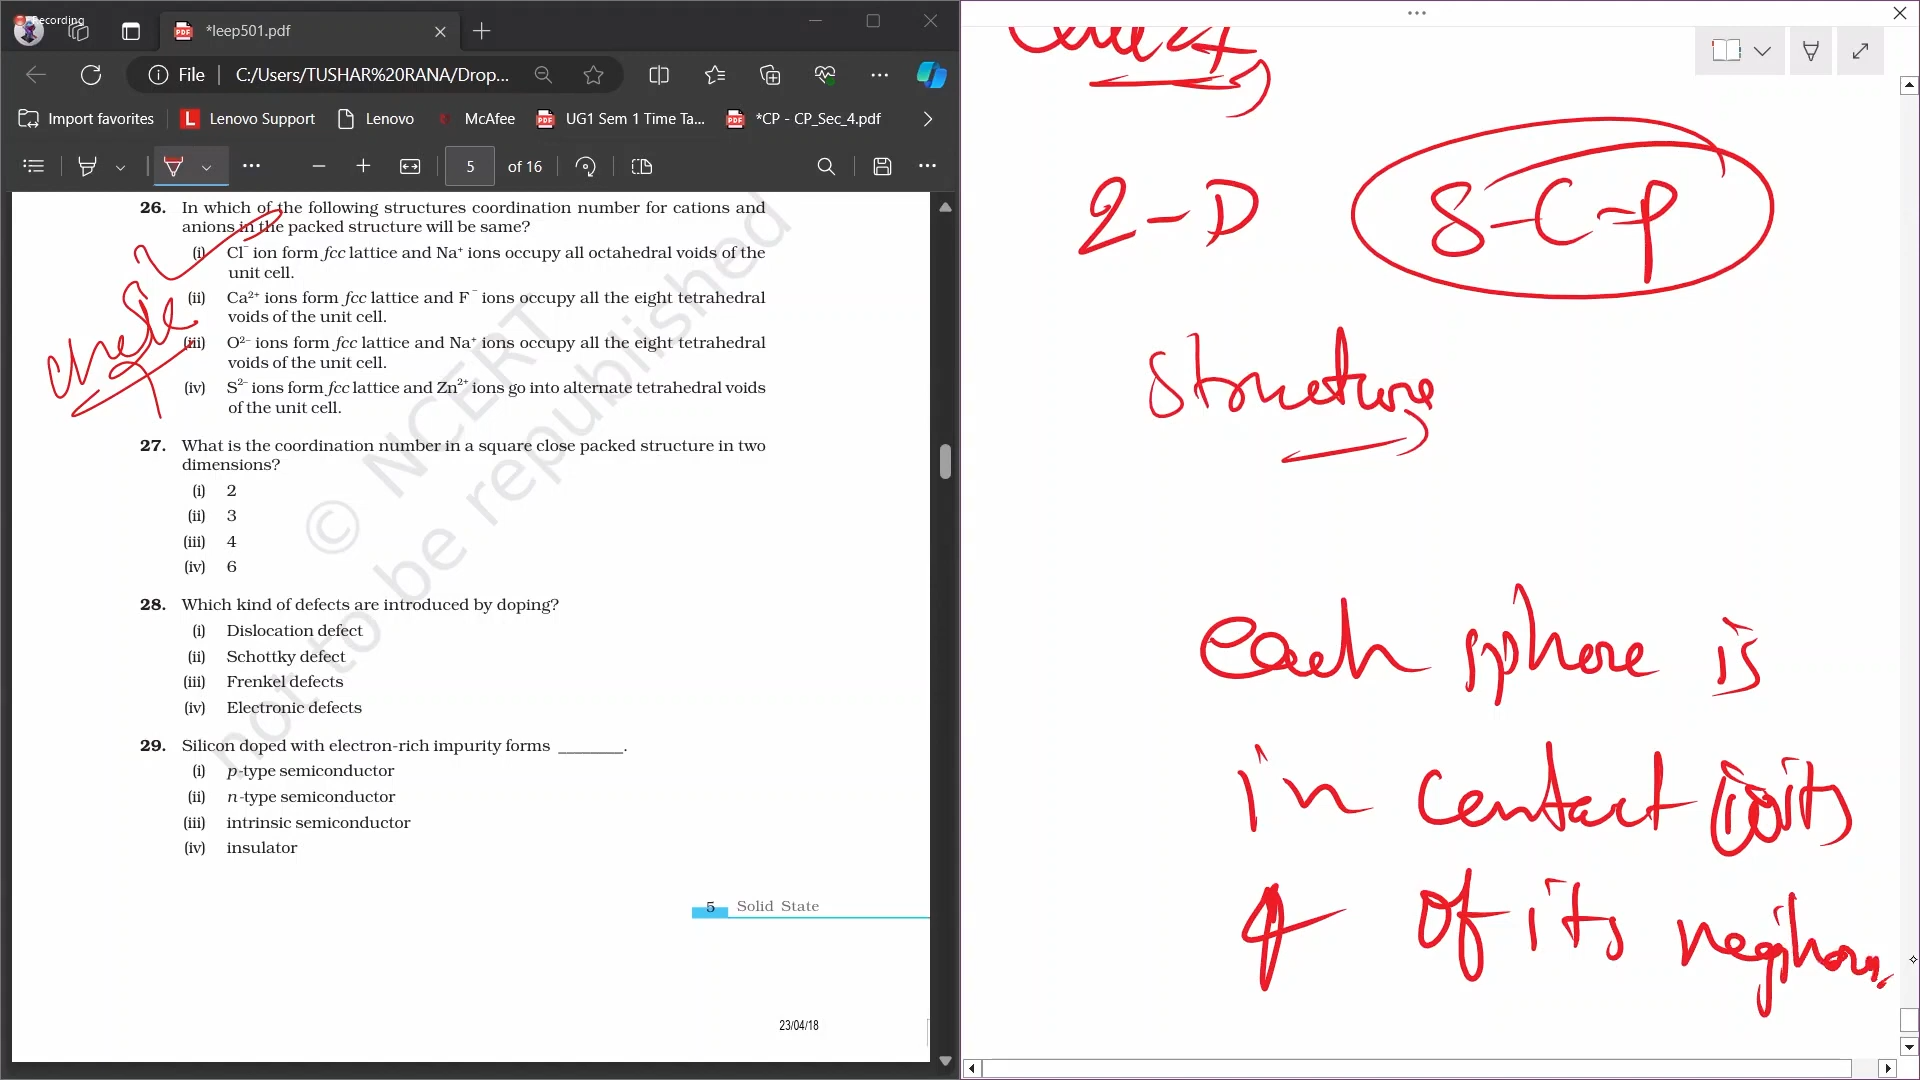 Recording
*leep501.pdf
File
C:/Users/TUSHAR%20RANA/Drop...
Import favorites
Lenovo Support
Lenovo
McAfee
UG1 Sem 1 Time Ta...
*CP - CP_Sec_4.pdf
5
of 16
© NCERT
not to be republished
26. In which of the following structures coordination number for cations and
anions in the packed structure will be same?
(i) Cl⁻ ion form fcc lattice and Na⁺ ions occupy all octahedral voids of the
unit cell.
(ii) Ca²⁺ ions form fcc lattice and F⁻ ions occupy all the eight tetrahedral
voids of the unit cell.
(iii) O²⁻ ions form fcc lattice and Na⁺ ions occupy all the eight tetrahedral
voids of the unit cell.
(iv) S²⁻ ions form fcc lattice and Zn²⁺ ions go into alternate tetrahedral voids
of the unit cell.
27. What is the coordination number in a square close packed structure in two
dimensions?
(i) 2
(ii) 3
(iii) 4
(iv) 6
28. Which kind of defects are introduced by doping?
(i) Dislocation defect
(ii) Schottky defect
(iii) Frenkel defects
(iv) Electronic defects
29. Silicon doped with electron-rich impurity forms ________.
(i) p-type semiconductor
(ii) n-type semiconductor
(iii) intrinsic semiconductor
(iv) insulator
5 Solid State
23/04/18
2-D S-C-P
structure
each sphere is
in contact its
4 of its neghour.